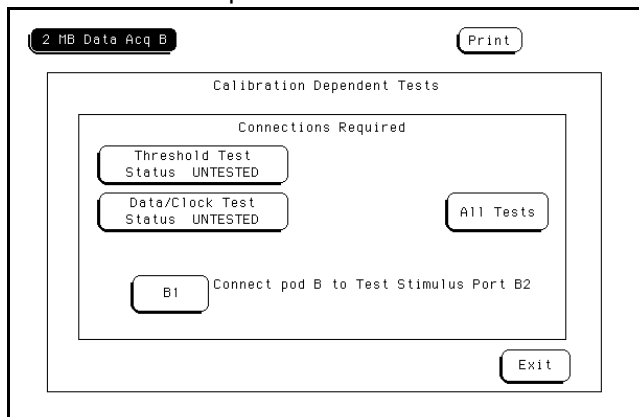 2 MB Data Acq B
Print
Calibration Dependent Tests
Connections Required
Threshold Test
Status UNTESTED
Data/Clock Test
Status UNTESTED
All Tests
B1
Connect pod B to Test Stimulus Port B2
Exit